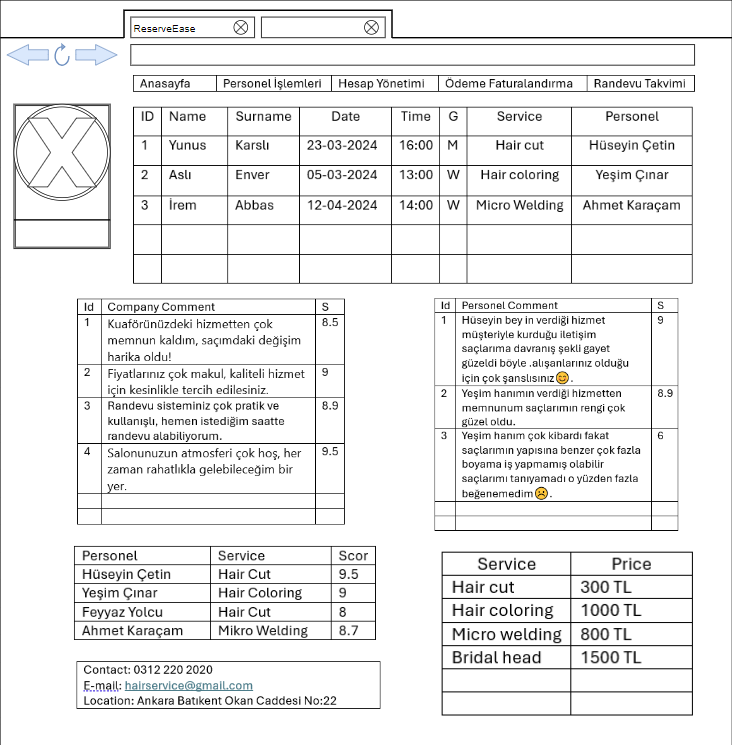 ReserveEase
Anasayfa Personel İşlemleri Hesap Yönetimi Ödeme Faturalandırma Randevu Takvimi
ID Name Surname Date Time G Service Personel
1 Yunus Karslı 23-03-2024 16:00 M Hair cut Hüseyin Çetin
2 Aslı Enver 05-03-2024 13:00 W Hair coloring Yeşim Çınar
3 İrem Abbas 12-04-2024 14:00 W Micro Welding Ahmet Karaçam
Id Company Comment S
1 Kuaförünüzdeki hizmetten çok 8.5
memnun kaldım, saçımdaki değişim
harika oldu!
2 Fiyatlarınız çok makul, kaliteli hizmet 9
için kesinlikle tercih edilesiniz.
3 Randevu sisteminiz çok pratik ve 8.9
kullanışlı, hemen istediğim saatte
randevu alabiliyorum.
4 Salonunuzun atmosferi çok hoş, her 9.5
zaman rahatlıkla gelebileceğim bir
yer.
Id Personel Comment S
1 Hüseyin bey in verdiği hizmet 9
müşteriyle kurduğu iletişim
saçlarıma davranış şekli gayet
güzeldi böyle .alışanlarınız olduğu
için çok şanslısınız😊.
2 Yeşim hanımın verdiği hizmetten 8.9
memnunum saçlarımın rengi çok
güzel oldu.
3 Yeşim hanım çok kibardı fakat 6
saçlarımın yapısına benzer çok fazla
boyama iş yapmamış olabilir
saçlarımı tanıyamadı o yüzden fazla
beğenemedim☹.
Personel Service Scor
Hüseyin Çetin Hair Cut 9.5
Yeşim Çınar Hair Coloring 9
Feyyaz Yolcu Hair Cut 8
Ahmet Karaçam Mikro Welding 8.7
Service Price
Hair cut 300 TL
Hair coloring 1000 TL
Micro welding 800 TL
Bridal head 1500 TL
Contact: 0312 220 2020
E-mail: hairservice@gmail.com
Location: Ankara Batıkent Okan Caddesi No:22